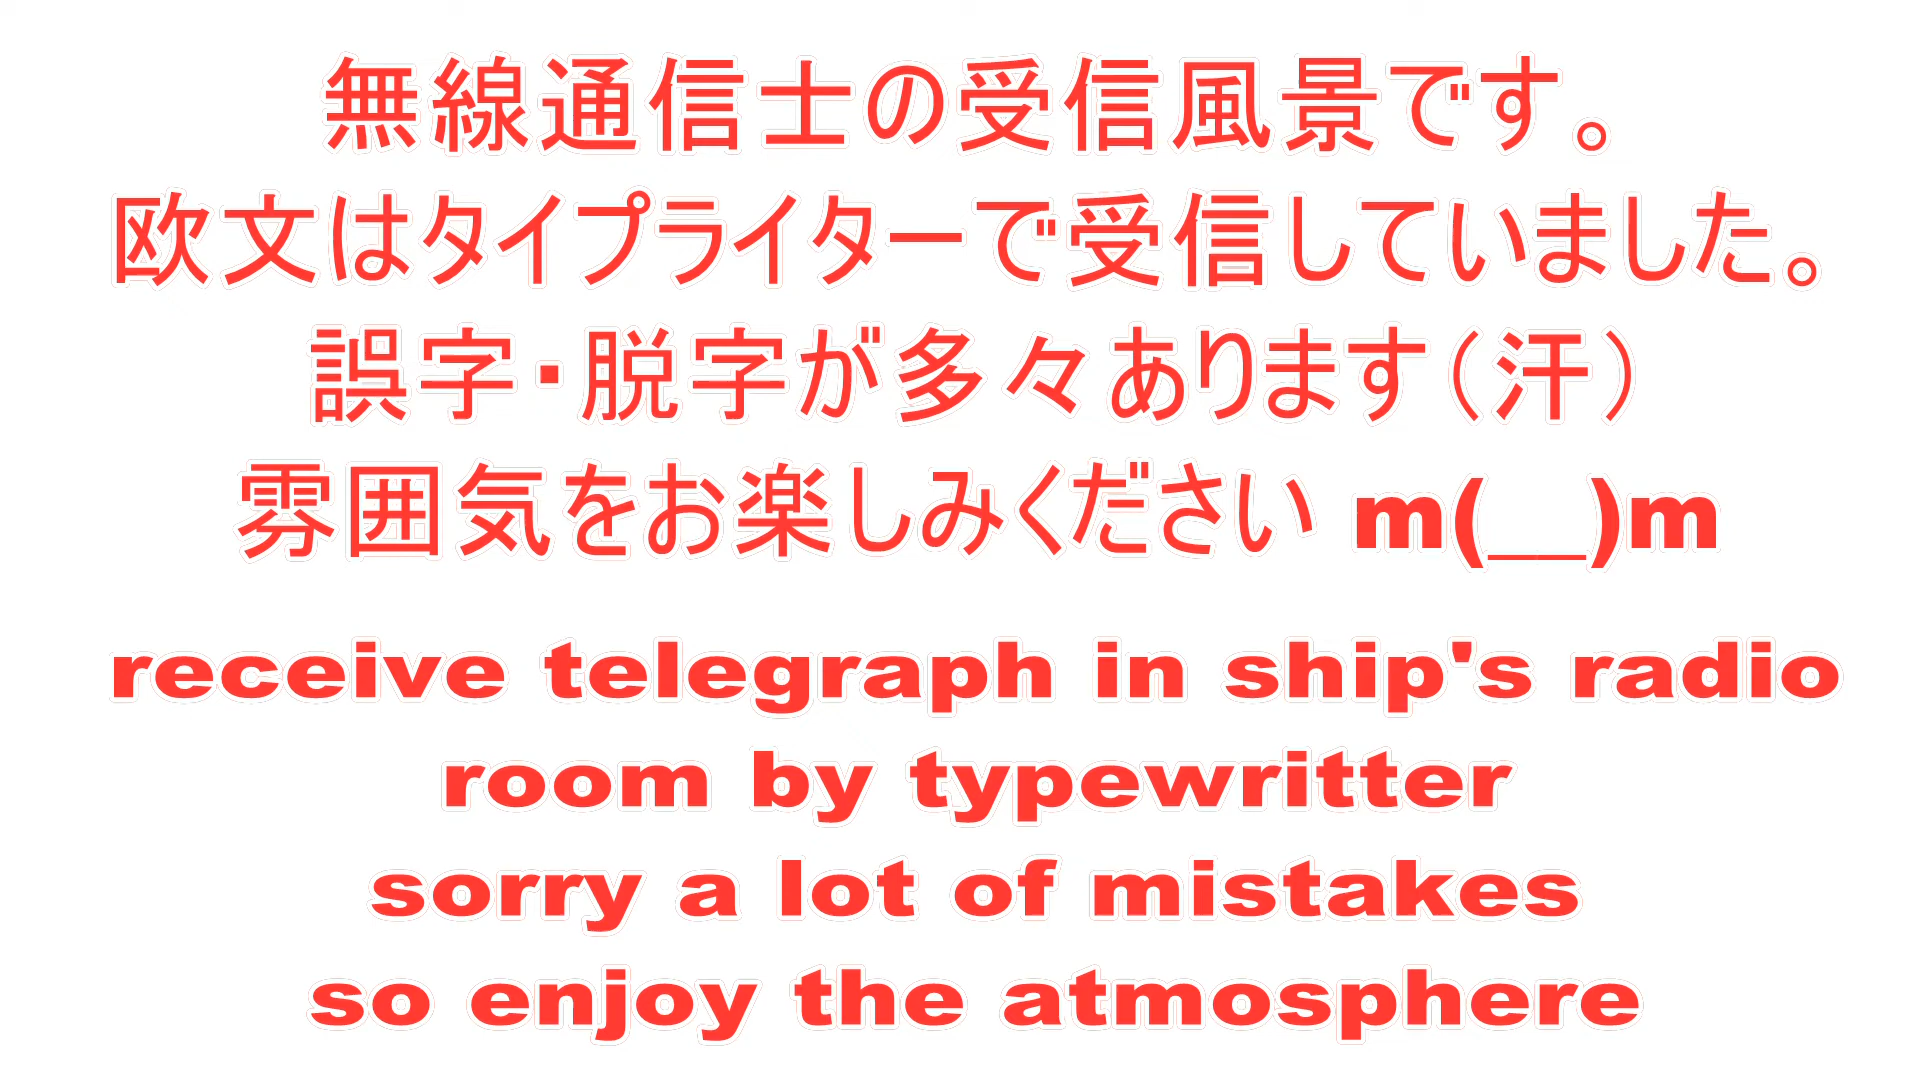 無線通信士の受信風景です。
欧文はタイプライターで受信していました。
誤字・脱字が多々あります（汗）
雰囲気をお楽しみください m(__)m
receive telegraph in ship's radio
room by typewritter
sorry a lot of mistakes
so enjoy the atmosphere